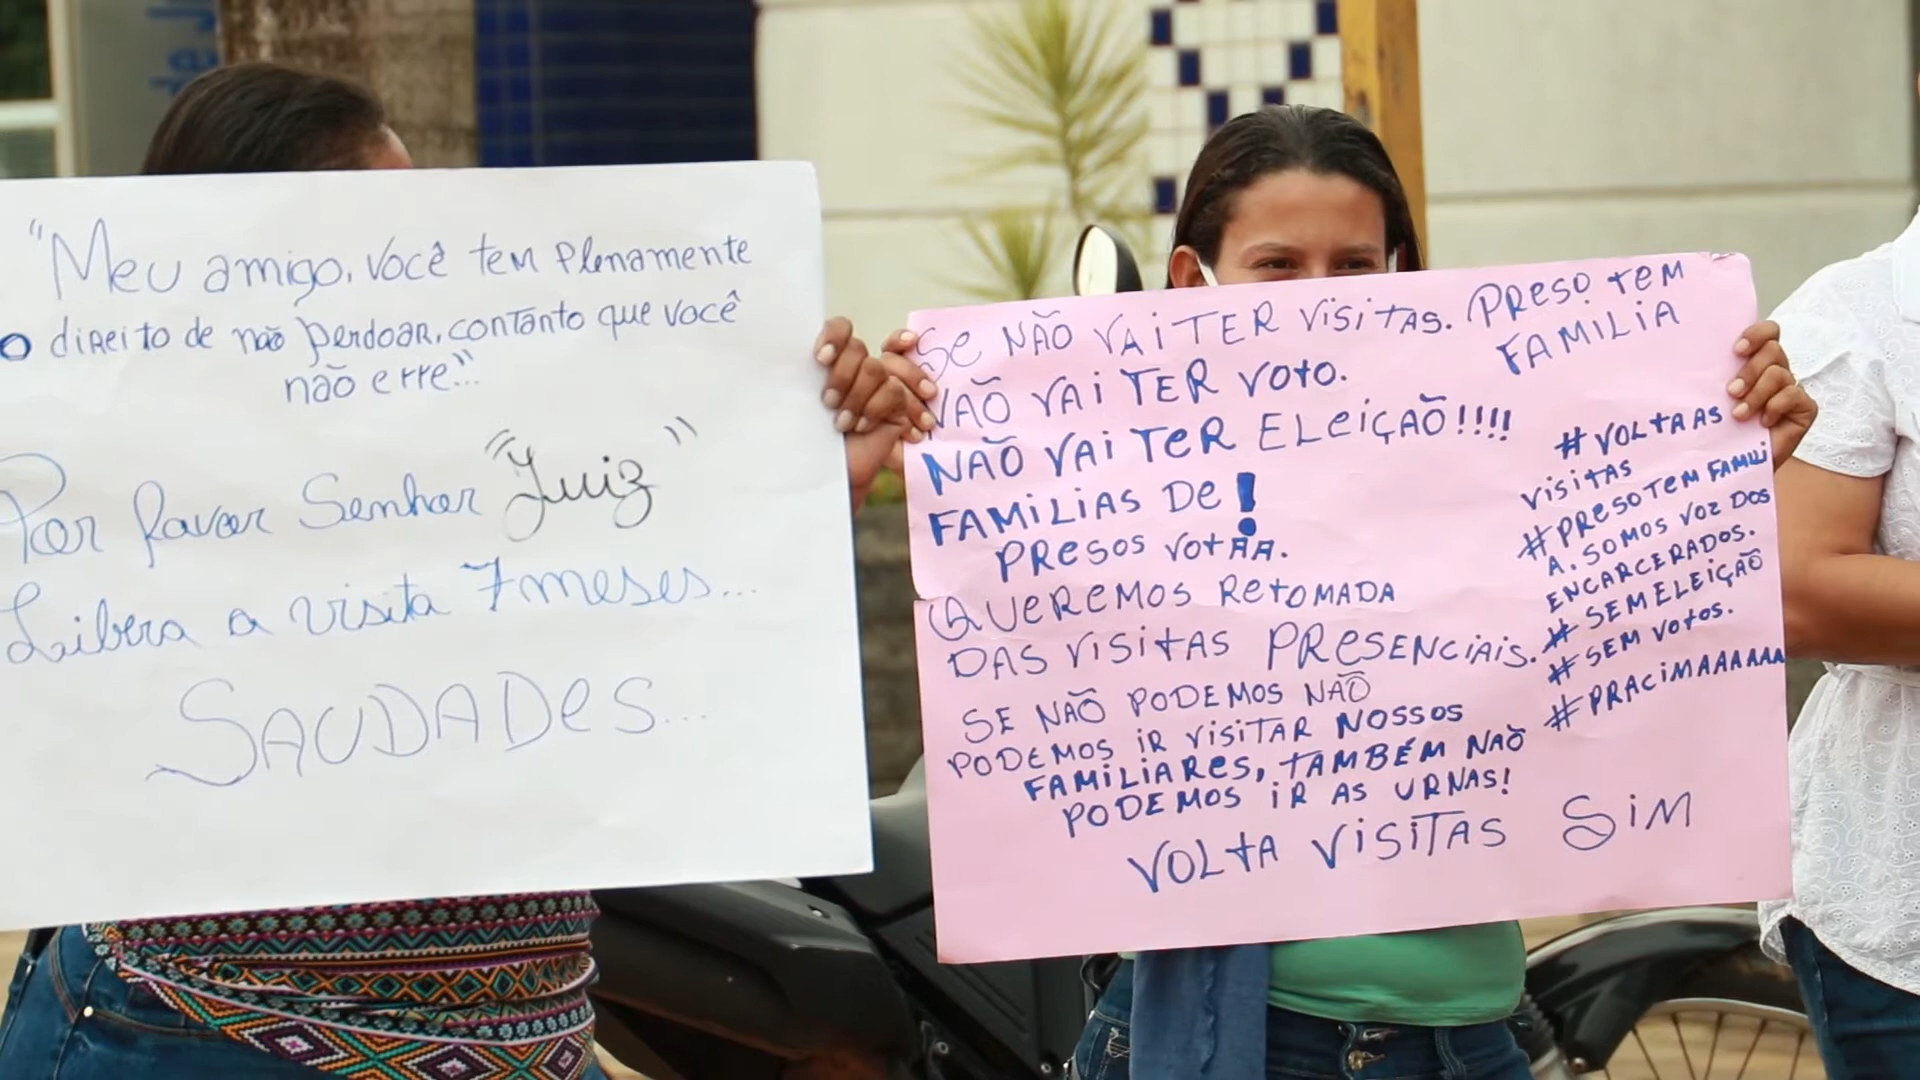 "Meu amigo, você tem plenamente
o direito de não perdoar, contanto que você
não erre"...
Por favor Senhor "Juiz"
Libera a visita 7 meses...
SAUDADES...
Se NÃO VAI TER VISITAS.
NÃO VAI TER VOTO.
NÃO VAI TER ELEIÇÃO!!!!
FAMILIAS DE!
PRESOS VOTAA.
QUEREMOS RETOMADA
DAS VISITAS PRESENCIAIS.
SE NÃO PODEMOS NÃO
PODEMOS IR VISITAR NOSSOS
FAMILIARES, TAMBÉM NAÕ
PODEMOS IR AS URNAS!
VOLTA VISITAS SIM
PRESO TEM
FAMILIA
# VOLTA AS
VISITAS
# PRESO TEM FAMILI
A. SOMOS VOZ DOS
ENCARCERADOS.
# SEM ELEIÇÃO
# SEM VOTOS.
# PRACIMAAAAAA